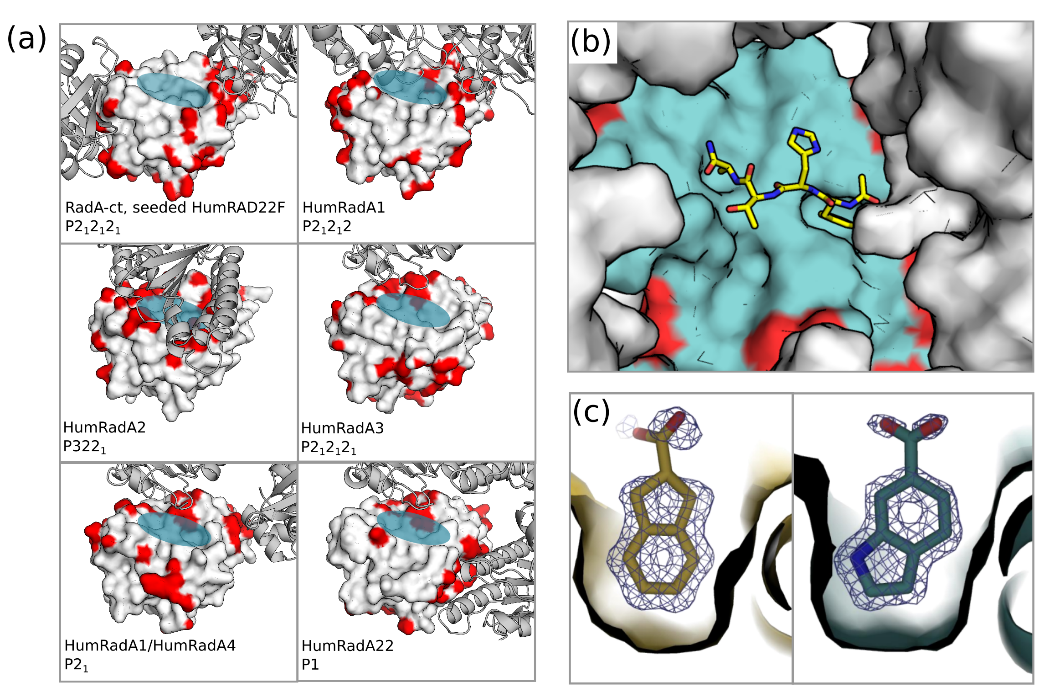 (a)
RadA-ct, seeded HumRAD22F
P2₁2₁2₁
HumRadA1
P2₁2₁2
HumRadA2
P322₁
HumRadA3
P2₁2₁2₁
HumRadA1/HumRadA4
P2₁
HumRadA22
P1
(b)
(c)